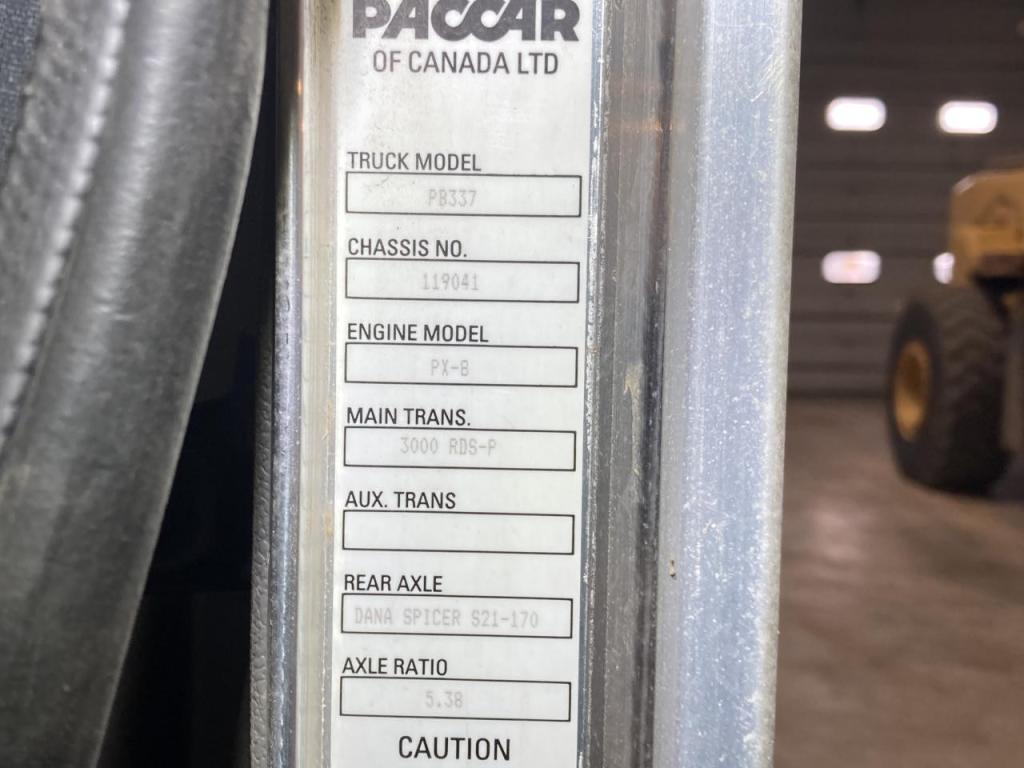 PACCAR
OF CANADA LTD
TRUCK MODEL
PB337
CHASSIS NO.
119041
ENGINE MODEL
PX-8
MAIN TRANS.
3000 RDS-P
AUX. TRANS
REAR AXLE
DANA SPICER S21-170
AXLE RATIO
5.38
CAUTION